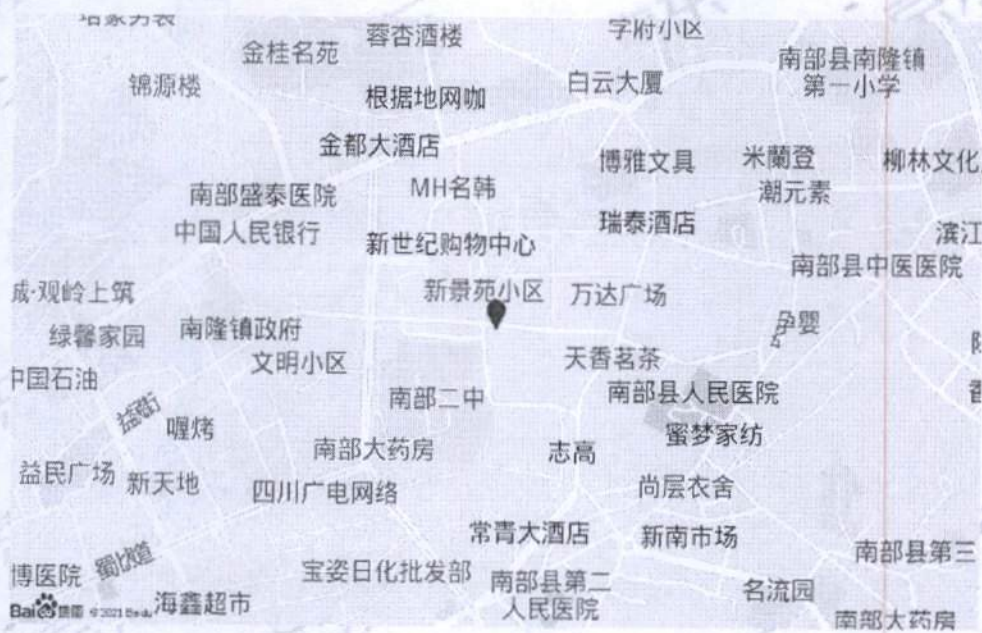 蓉杏酒楼
学府小区
金桂名苑
南部县南隆镇
第一小学
锦源楼
根据地网咖
白云大厦
金都大酒店
博雅文具
米蘭登
柳林文化
南部盛泰医院
MH名韩
潮元素
中国人民银行
新世纪购物中心
瑞泰酒店
滨江
南部县中医医院
观岭上筑
新景苑小区
万达广场
绿馨家园
南隆镇政府
孕婴
文明小区
天香茗茶
中国石油
南部二中
南部县人民医院
喔烤
蜜梦家纺
南部大药房
志高
益民广场
新天地
四川广电网络
尚层衣舍
常青大酒店
新南市场
南部县第三
博医院
宝姿日化批发部
南部县第二
人民医院
名流园
海鑫超市
南部大药房
Bai 地图 © 2021 Baidu